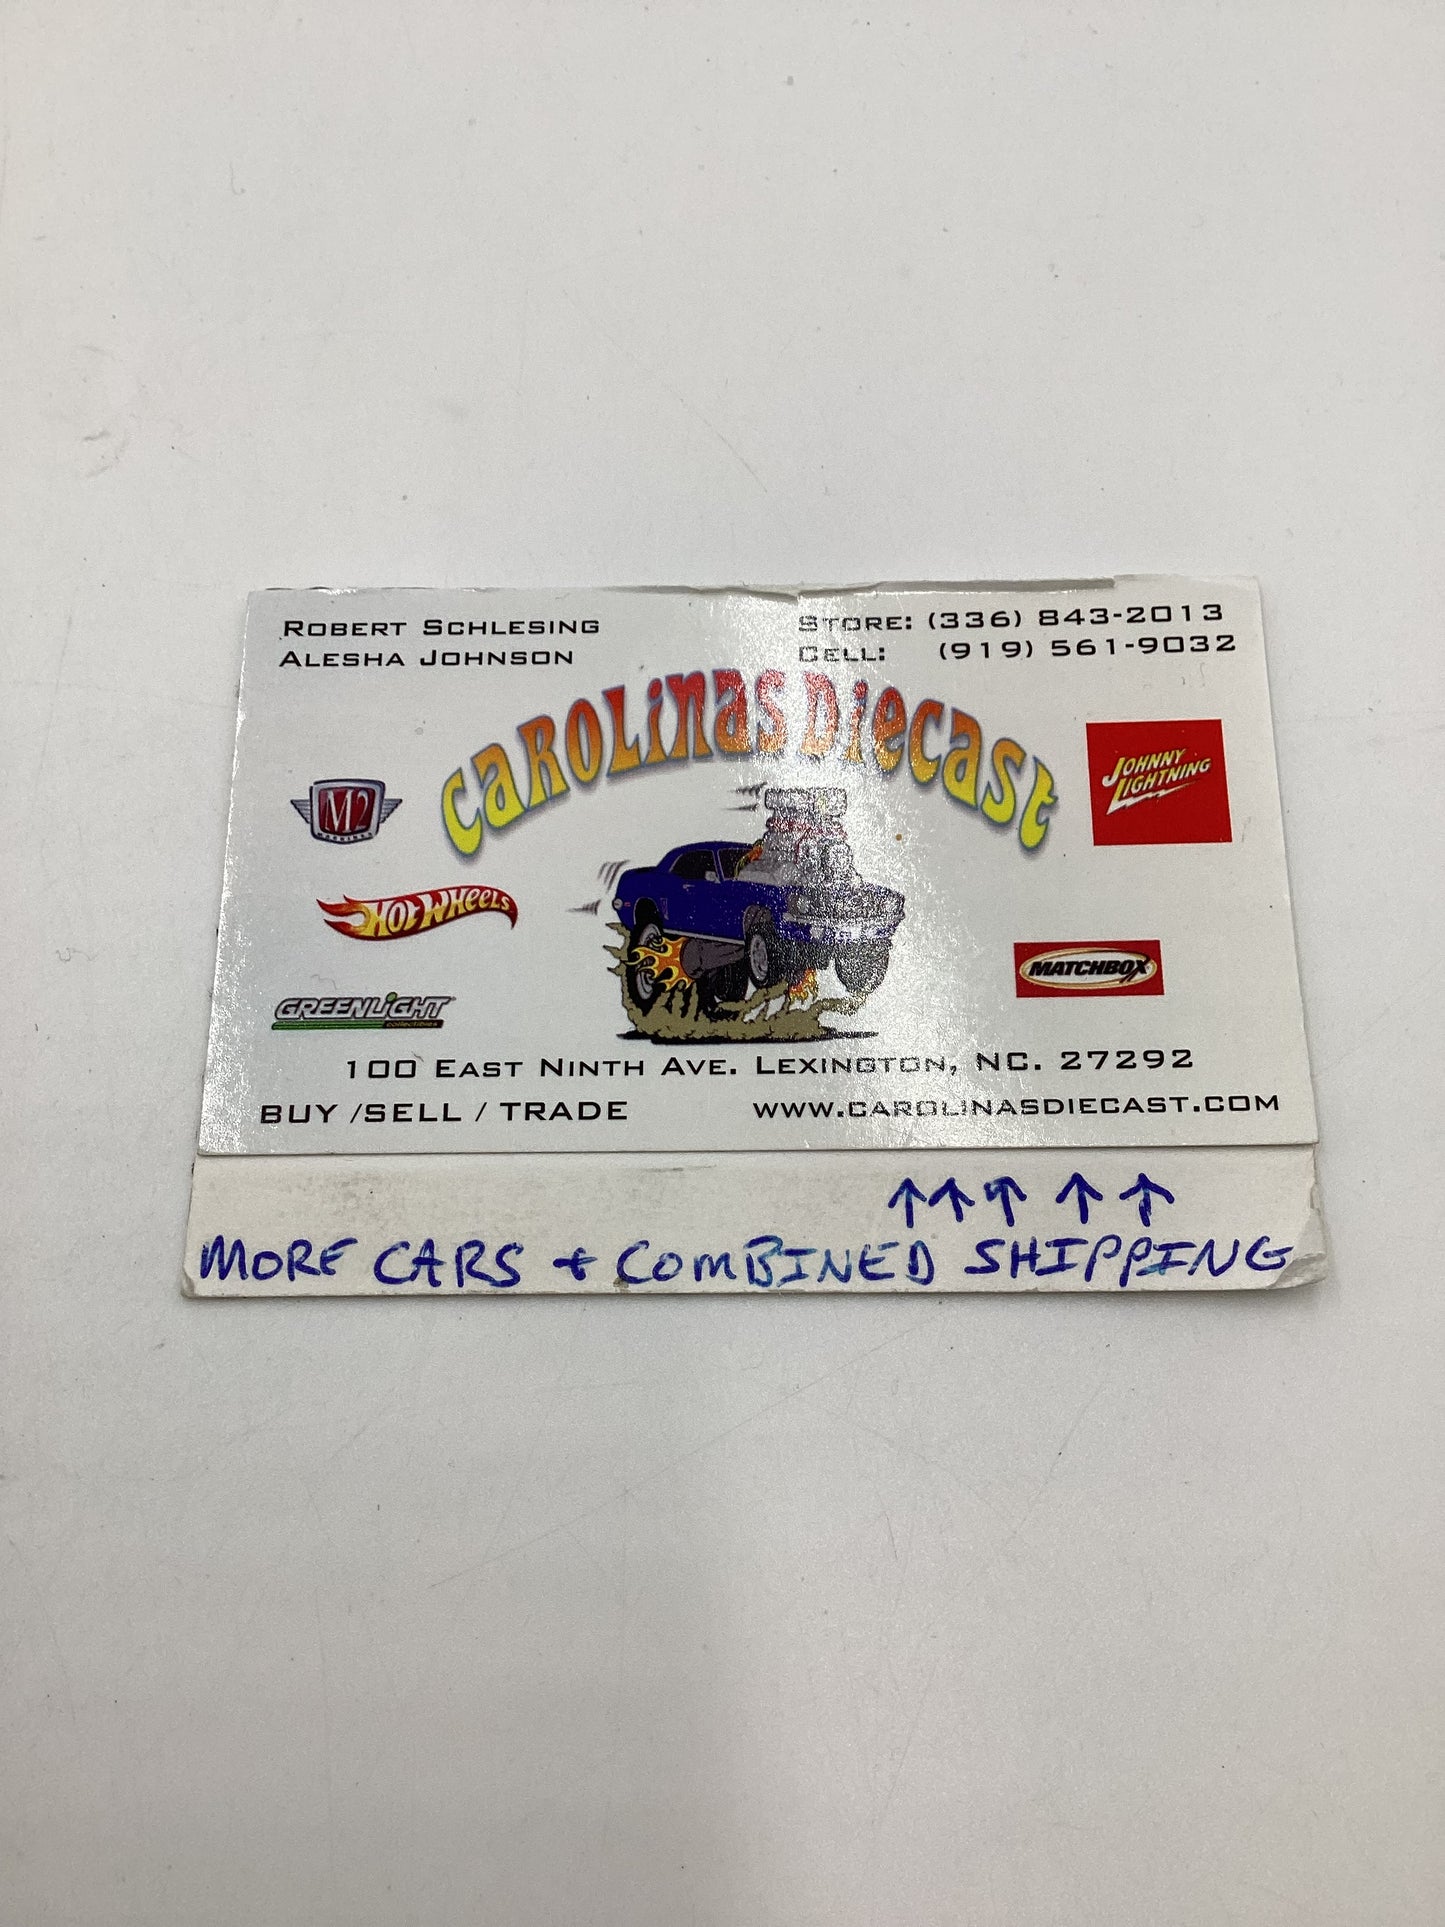 ROBERT SCHLESING
ALESHA JOHNSON
STORE: (336) 843-2013
CELL: (919) 561-9032
CAROLINAS DIECAST
M2
MACHINES
JOHNNY
LIGHTNING
HOT WHEELS
MATCHBOX
GREENLIGHT
collectibles
100 EAST NINTH AVE. LEXINGTON, NC. 27292
BUY /SELL / TRADE
WWW.CAROLINASDIECAST.COM
↑ ↑ ↑ ↑ ↑
MORE CARS + COMBINED SHIPPING